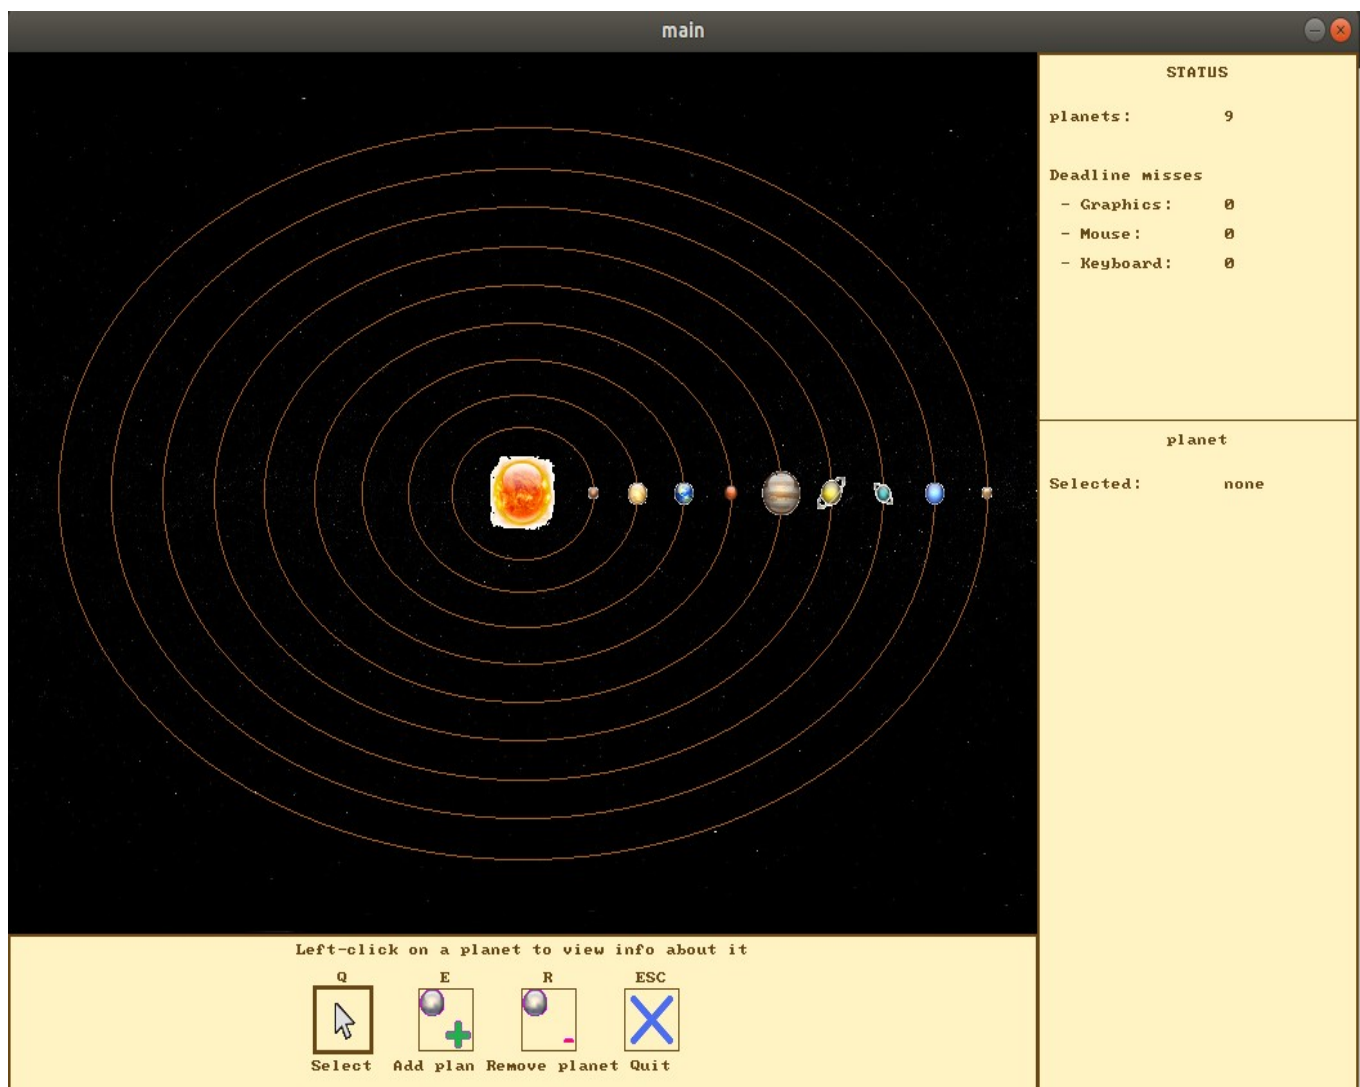 main
STATUS
planets: 9
Deadline misses
- Graphics: 0
- Mouse: 0
- Keyboard: 0
planet
Selected: none
Left-click on a planet to view info about it
Q E R ESC
Select Add plan Remove planet Quit